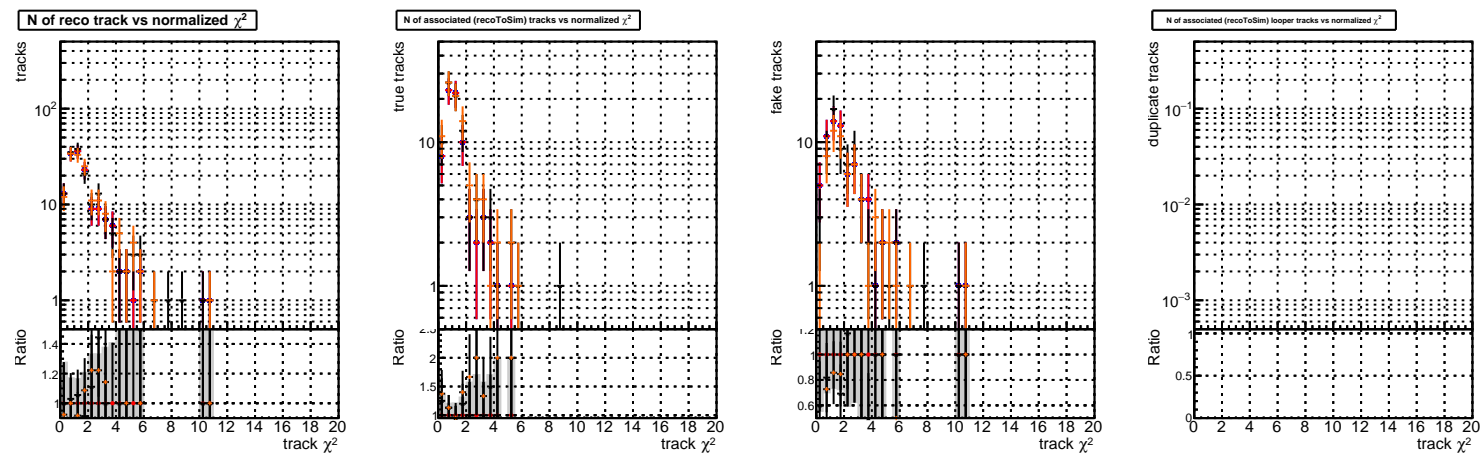 N of reco track vs normalized χ²
tracks
10²
10
1
Ratio
1.4
1.2
1
0 2 4 6 8 10 12 14 16 18 20
track χ²
N of associated (recoToSim) tracks vs normalized χ²
true tracks
10
1
Ratio
2.5
2
1.5
1
0 2 4 6 8 10 12 14 16 18 20
track χ²
fake tracks
10
1
Ratio
1.2
1
0.8
0.6
0 2 4 6 8 10 12 14 16 18 20
track χ²
N of associated (recoToSim) looper tracks vs normalized χ²
duplicate tracks
10⁻¹
10⁻²
10⁻³
Ratio
1
0.5
0
0 2 4 6 8 10 12 14 16 18 20
track χ²